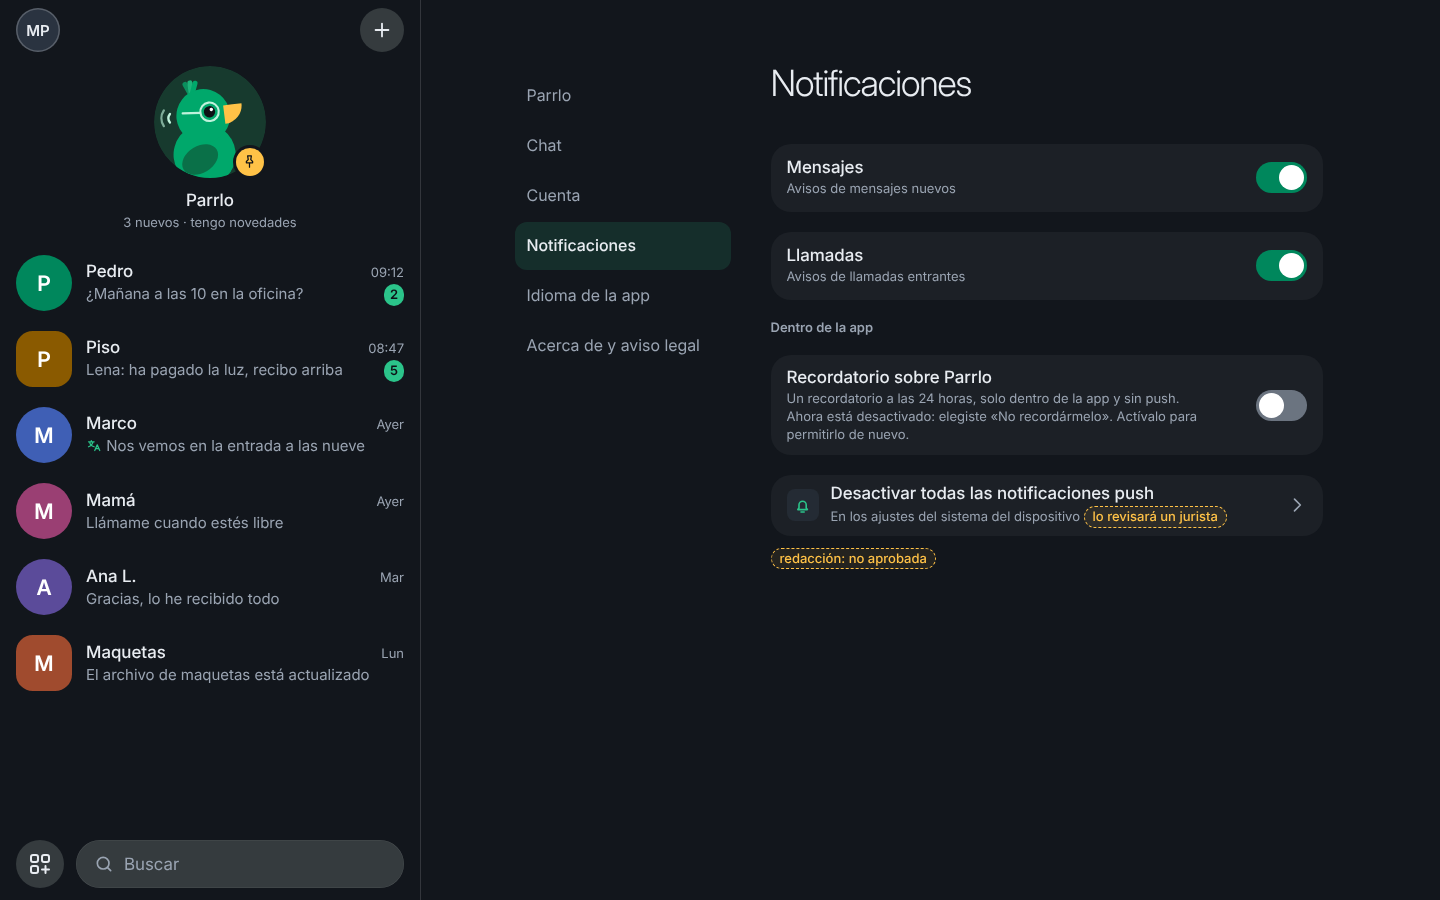 MP
Parrlo
3 nuevos · tengo novedades
P
Pedro
09:12
¿Mañana a las 10 en la oficina?
2
P
Piso
08:47
Lena: ha pagado la luz, recibo arriba
5
M
Marco
Ayer
Nos vemos en la entrada a las nueve
M
Mamá
Ayer
Llámame cuando estés libre
A
Ana L.
Mar
Gracias, lo he recibido todo
M
Maquetas
Lun
El archivo de maquetas está actualizado
Buscar
Parrlo
Chat
Cuenta
Notificaciones
Idioma de la app
Acerca de y aviso legal
Notificaciones
Mensajes
Avisos de mensajes nuevos
Llamadas
Avisos de llamadas entrantes
Dentro de la app
Recordatorio sobre Parrlo
Un recordatorio a las 24 horas, solo dentro de la app y sin push.
Ahora está desactivado: elegiste «No recordármelo». Actívalo para
permitirlo de nuevo.
Desactivar todas las notificaciones push
En los ajustes del sistema del dispositivo lo revisará un jurista
redacción: no aprobada